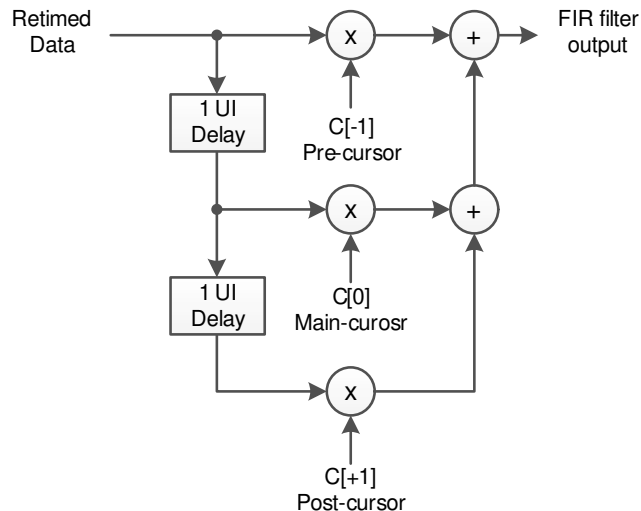 Retimed
Data
x
+
FIR filter
output
1 UI
Delay
C[-1]
Pre-cursor
x
+
1 UI
Delay
C[0]
Main-curosr
x
C[+1]
Post-cursor